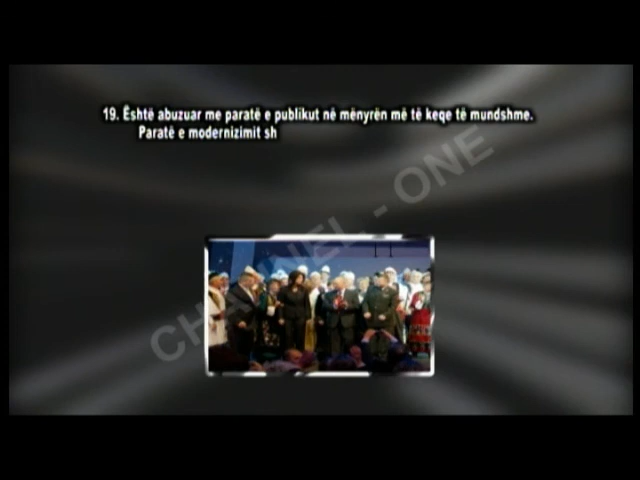 19. Është abuzuar me paratë e publikut në mënyrën më të keqe të mundshme.
Paratë e modernizimit sh
CHANNEL - ONE